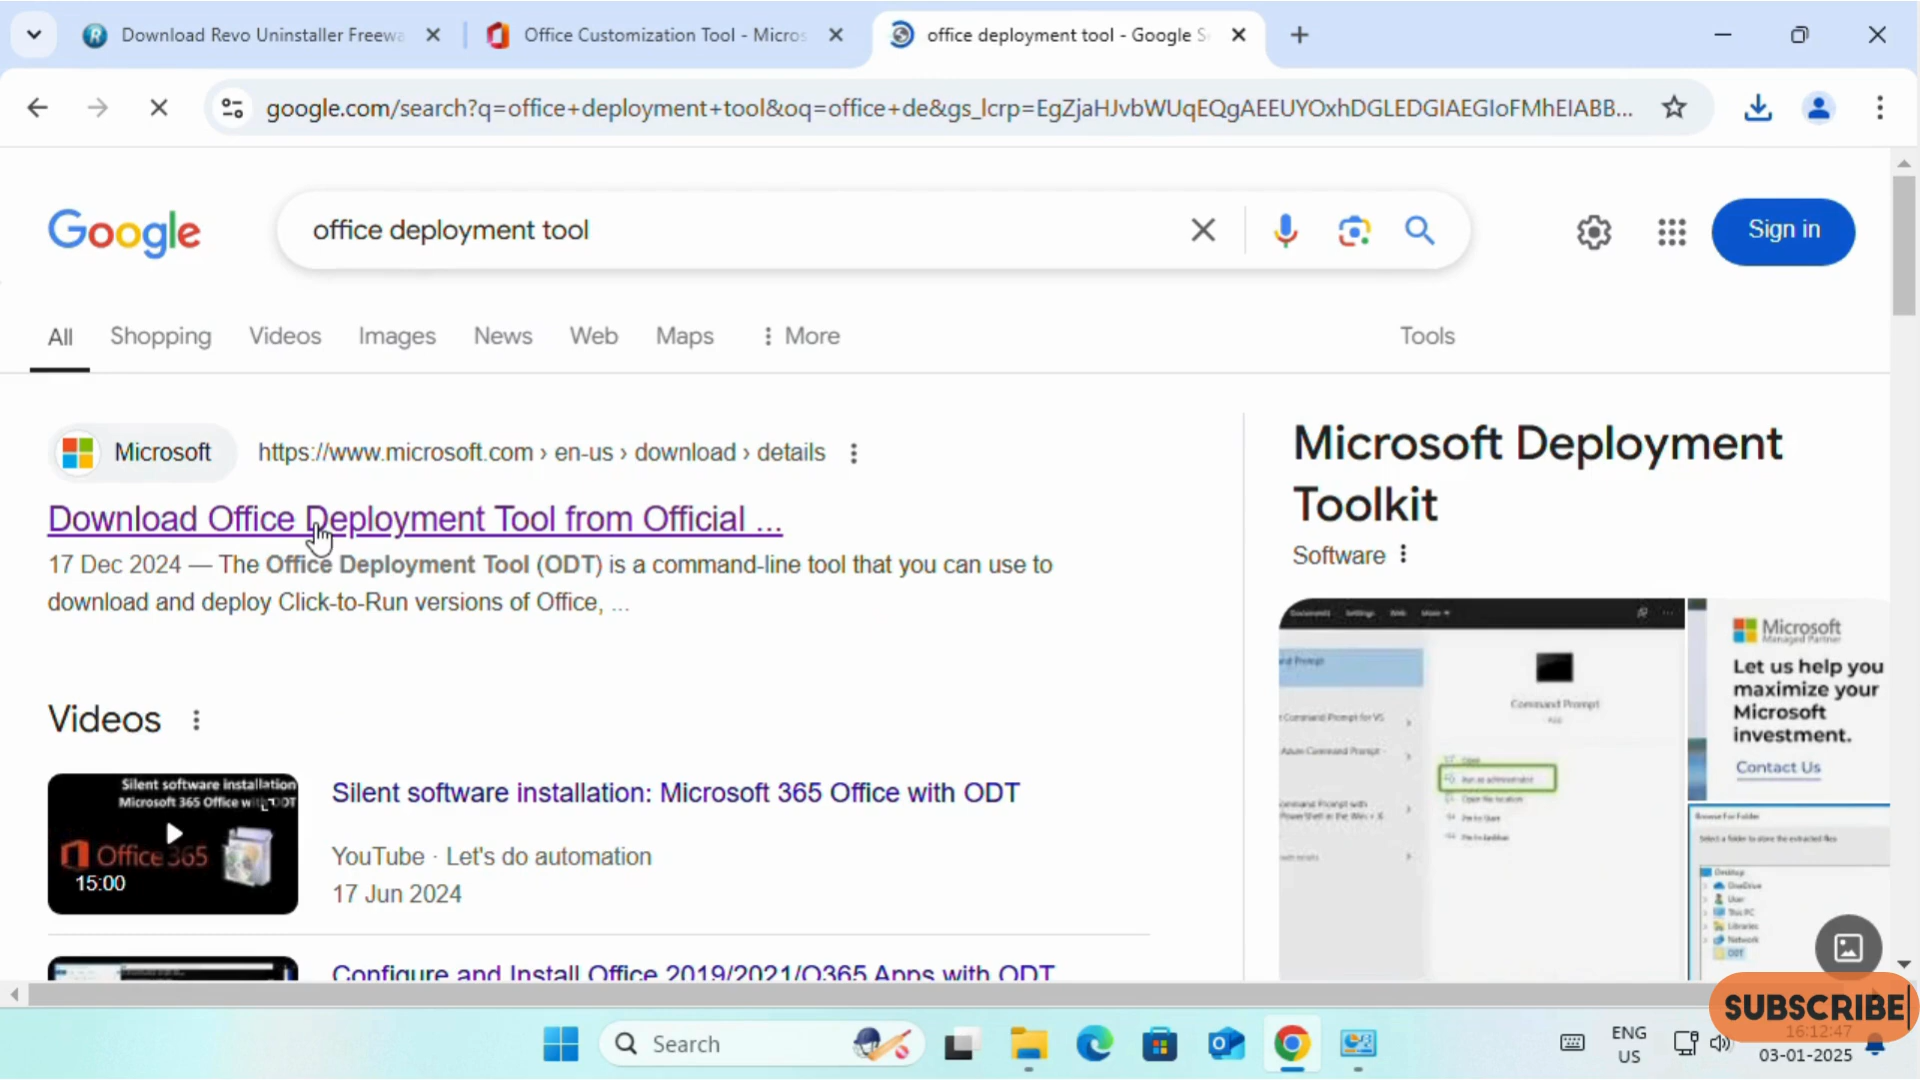 Download Revo Uninstaller Freewa
Office Customization Tool - Micros
office deployment tool - Google S
google.com/search?q=office+deployment+tool&oq=office+de&gs_lcrp=EgZjaHJvbWUqEQgAEEUYOxhDGLEDGIAEGIoFMhEIABB...
Google
office deployment tool
Sign in
All
Shopping
Videos
Images
News
Web
Maps
More
Tools
Microsoft
https://www.microsoft.com › en-us › download › details
Download Office Deployment Tool from Official ...
17 Dec 2024 — The Office Deployment Tool (ODT) is a command-line tool that you can use to
download and deploy Click-to-Run versions of Office, ...
Videos
Silent software installation
Microsoft 365 Office with ODT
Office 365
15:00
Silent software installation: Microsoft 365 Office with ODT
YouTube · Let's do automation
17 Jun 2024
Configure and Install Office 2019/2021/O365 Apps with ODT
Microsoft Deployment
Toolkit
Software
Command Prompt
App
Open
Run as administrator
Open file location
Pin to Start
Pin to taskbar
Microsoft
Managed Partner
Let us help you
maximize your
Microsoft
investment.
Contact Us
Browse For Folder
Select a folder to store the extracted files
Desktop
OneDrive
User
This PC
Libraries
Network
ODT
SUBSCRIBE
Search
ENG
US
16:12:47
03-01-2025